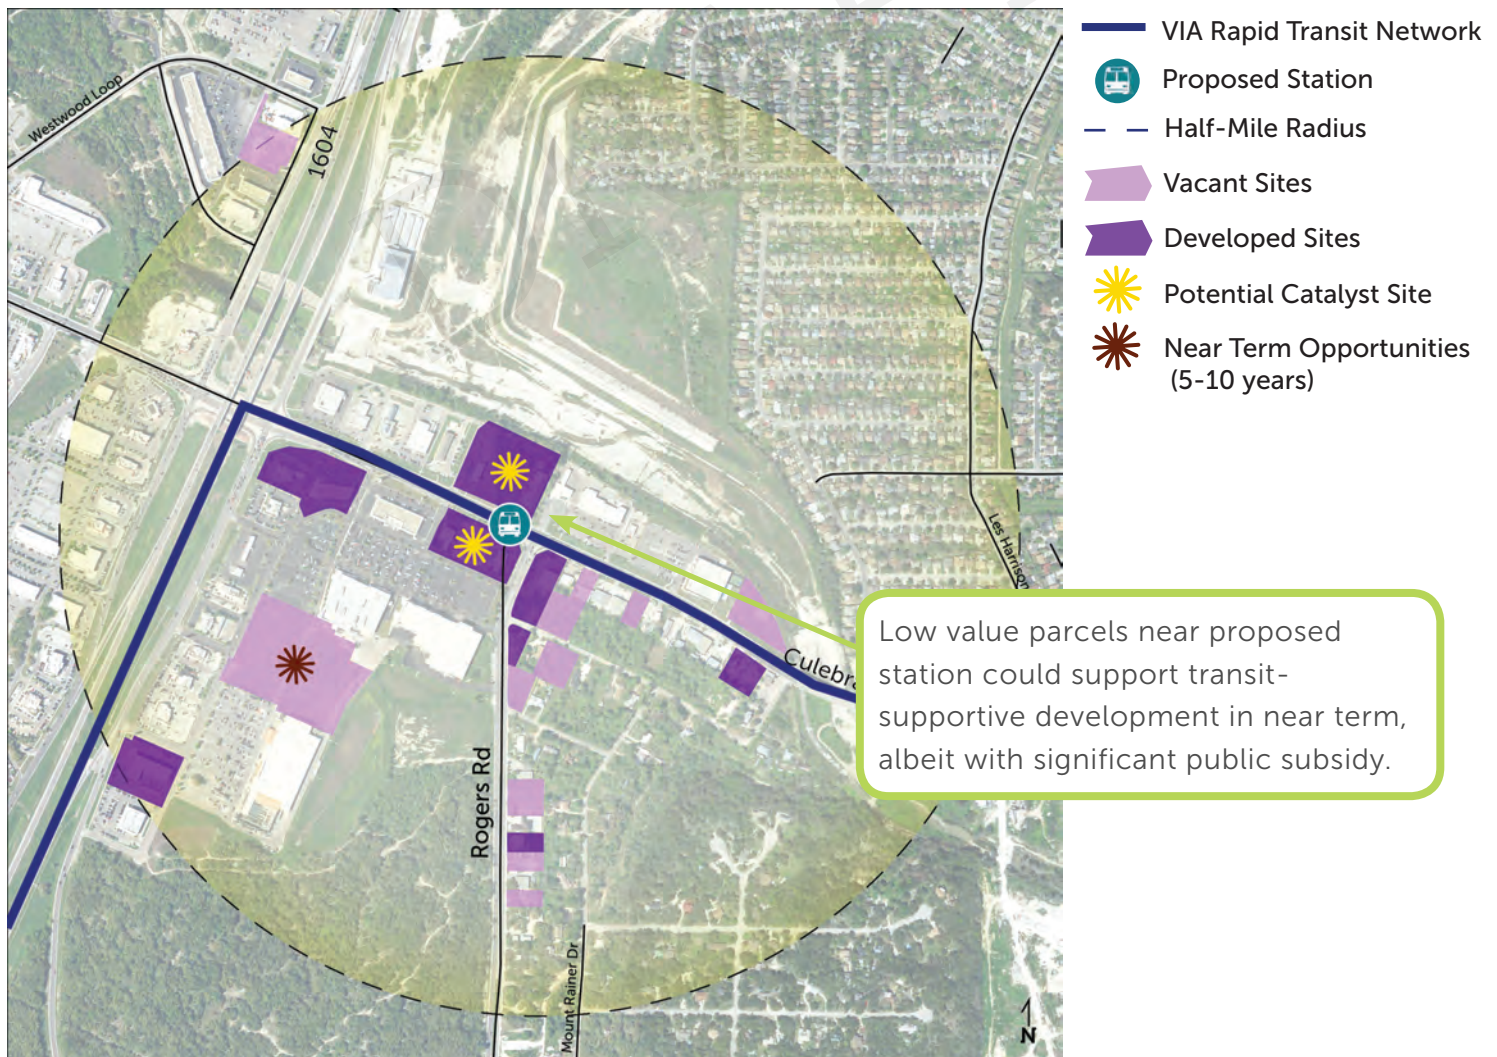 VIA Rapid Transit Network
Proposed Station
Half-Mile Radius
Vacant Sites
Developed Sites
Potential Catalyst Site
Near Term Opportunities
(5-10 years)
Westwood Loop
1604
Les Harrison
Culebra
Low value parcels near proposed
station could support transit-
supportive development in near term,
albeit with significant public subsidy.
Rogers Rd
Mount Rainer Dr
N